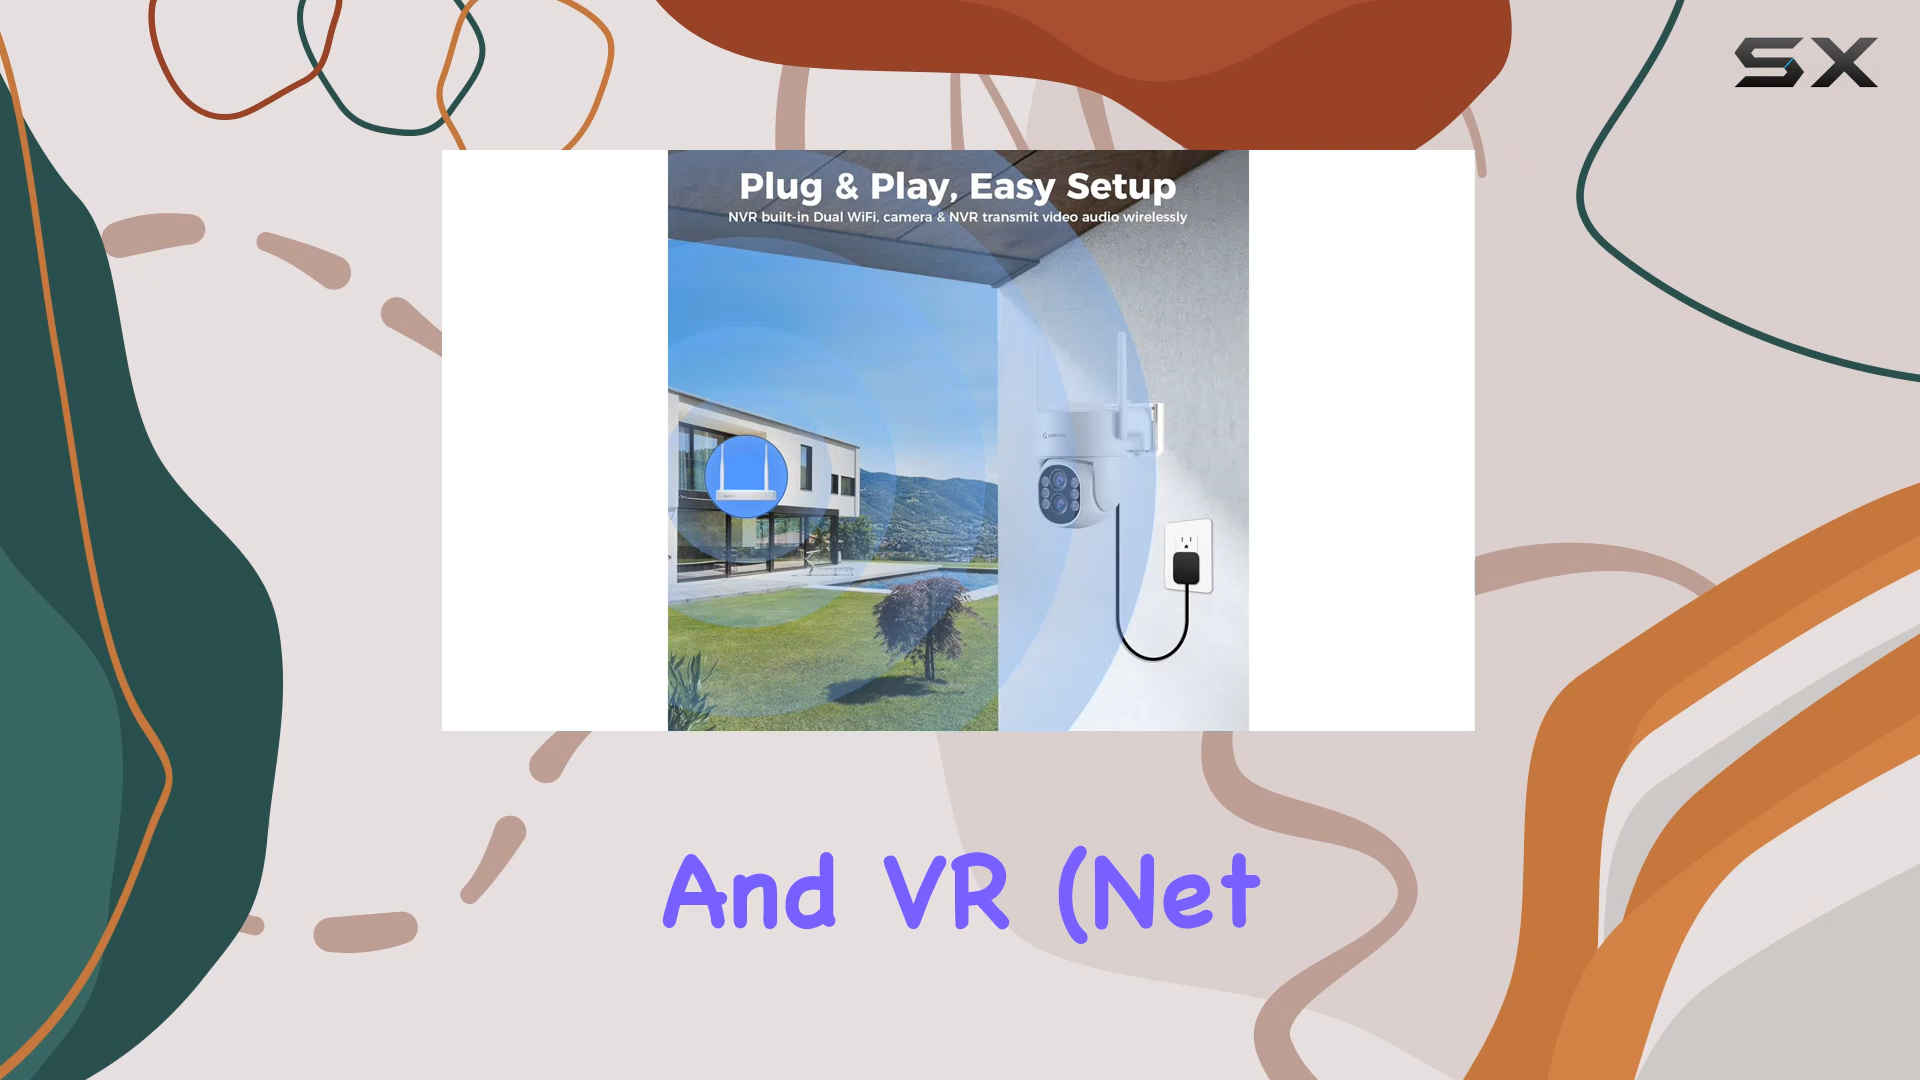 SX
Plug & Play, Easy Setup
NVR built-in Dual WiFi, camera & NVR transmit video audio wirelessly
And VR (Net